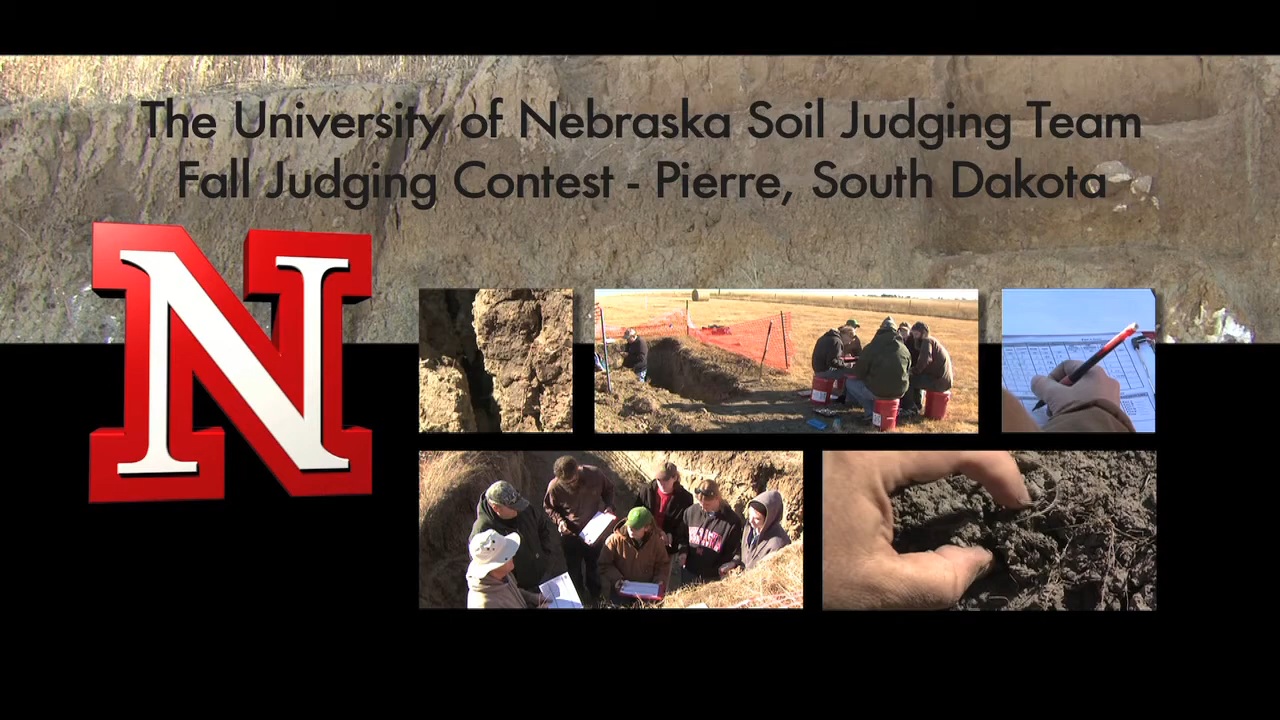 The University of Nebraska Soil Judging Team
Fall Judging Contest - Pierre, South Dakota
N